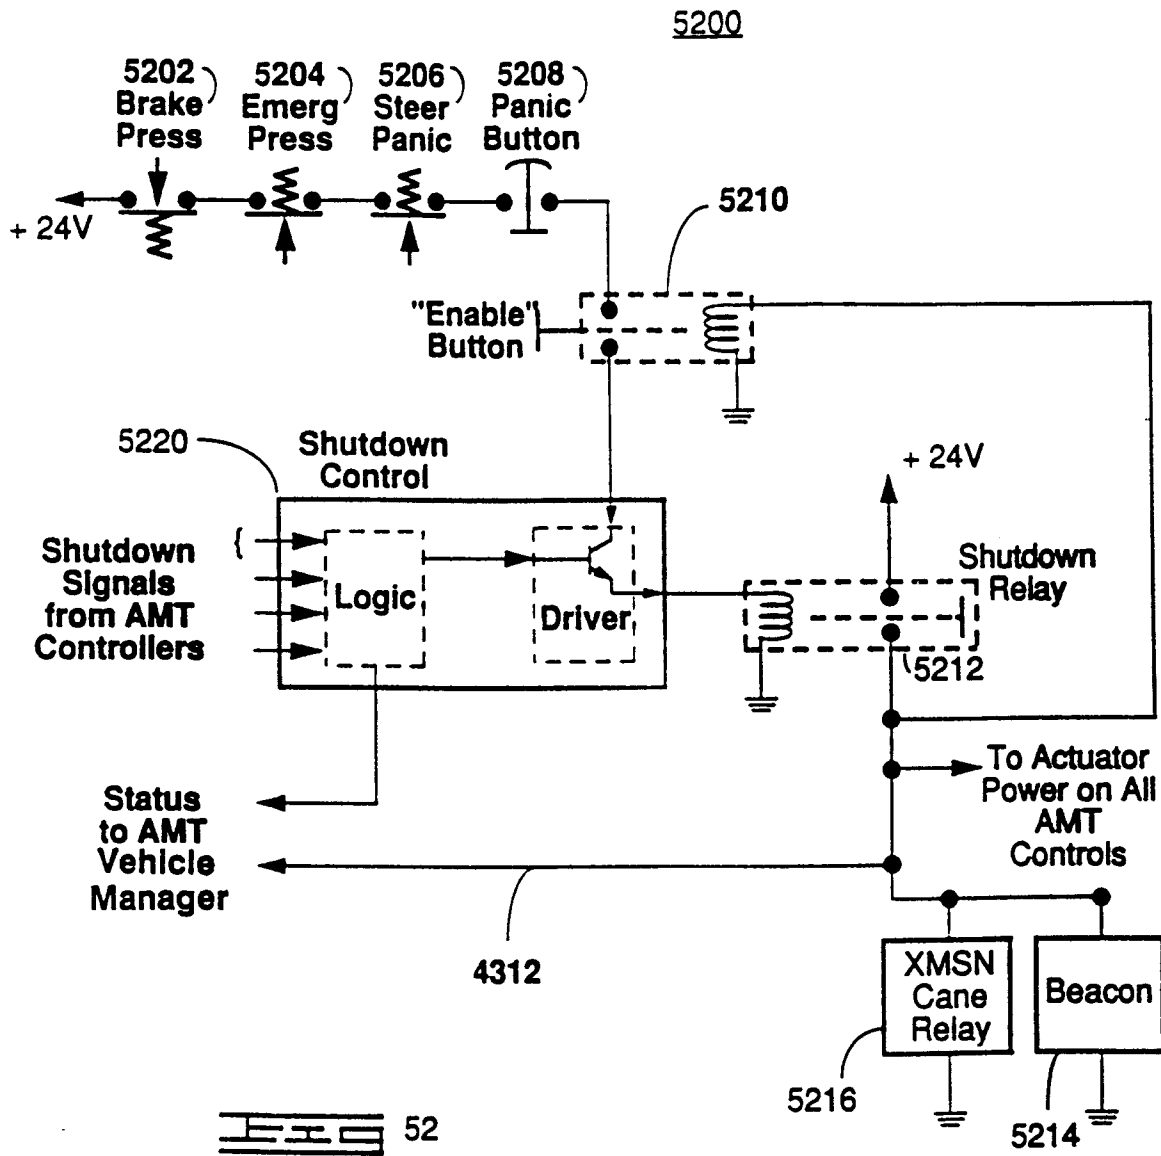 5200
5202
Brake
Press
5204
Emerg
Press
5206
Steer
Panic
5208
Panic
Button
+ 24V
5210
"Enable"
Button
5220
Shutdown
Control
+ 24V
Shutdown
Signals
from AMT
Controllers
{
Logic
Driver
Shutdown
Relay
5212
To Actuator
Power on All
AMT
Controls
Status
to AMT
Vehicle
Manager
4312
XMSN
Cane
Relay
Beacon
5216
5214
52